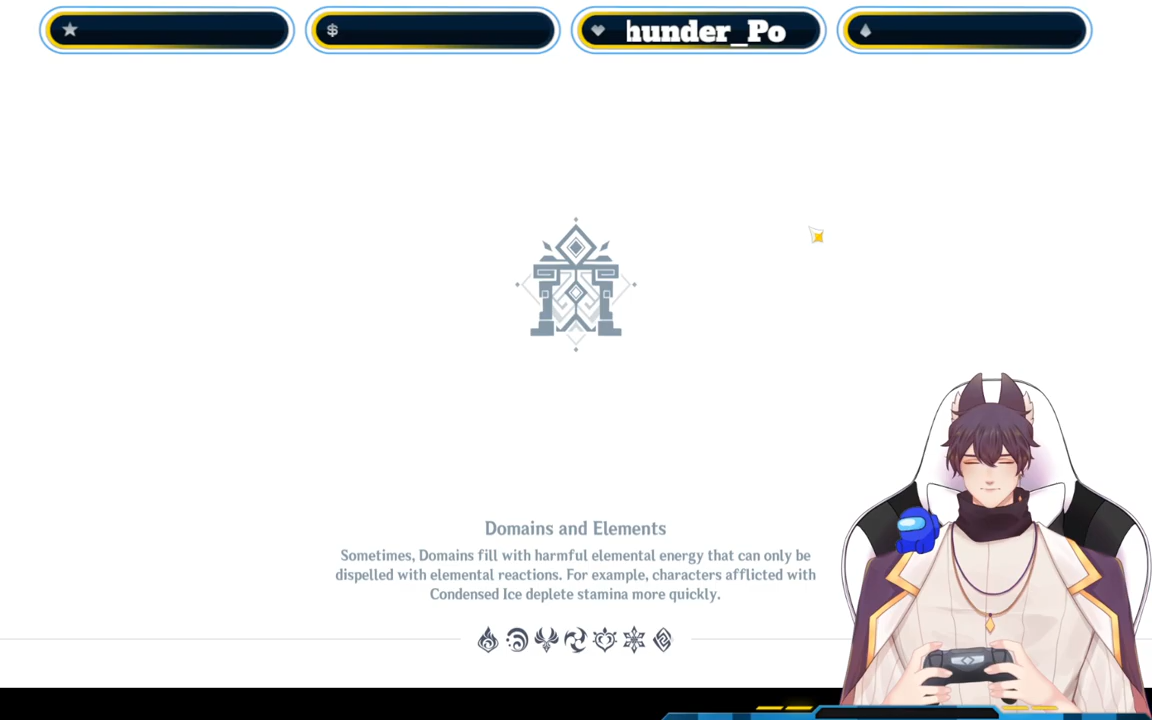 $
hunder_Po
Domains and Elements
Sometimes, Domains fill with harmful elemental energy that can only be
dispelled with elemental reactions. For example, characters afflicted with
Condensed Ice deplete stamina more quickly.